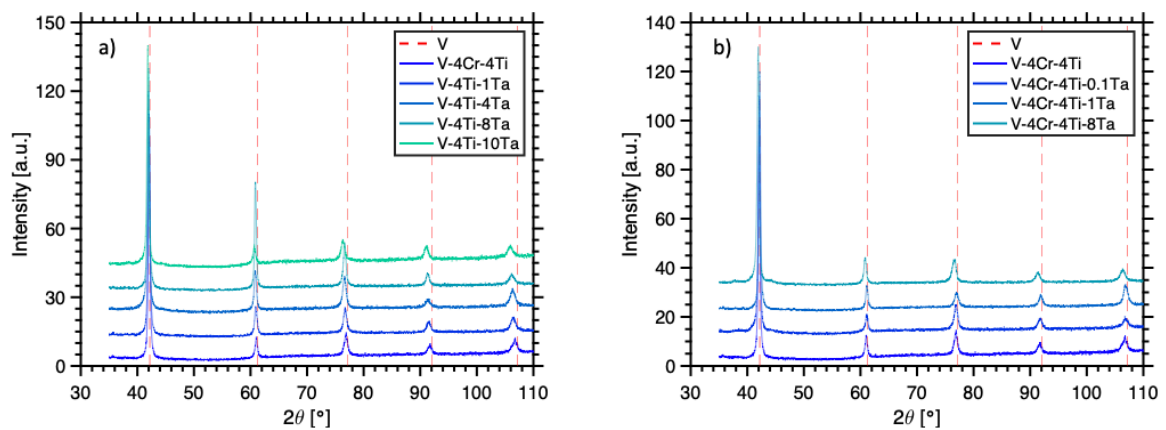 a)
V
V-4Cr-4Ti
V-4Ti-1Ta
V-4Ti-4Ta
V-4Ti-8Ta
V-4Ti-10Ta
Intensity [a.u.]
150
120
90
60
30
0
30 40 50 60 70 80 90 100 110
2θ [°]
b)
V
V-4Cr-4Ti
V-4Cr-4Ti-0.1Ta
V-4Cr-4Ti-1Ta
V-4Cr-4Ti-8Ta
Intensity [a.u.]
140
120
100
80
60
40
20
0
30 40 50 60 70 80 90 100 110
2θ [°]